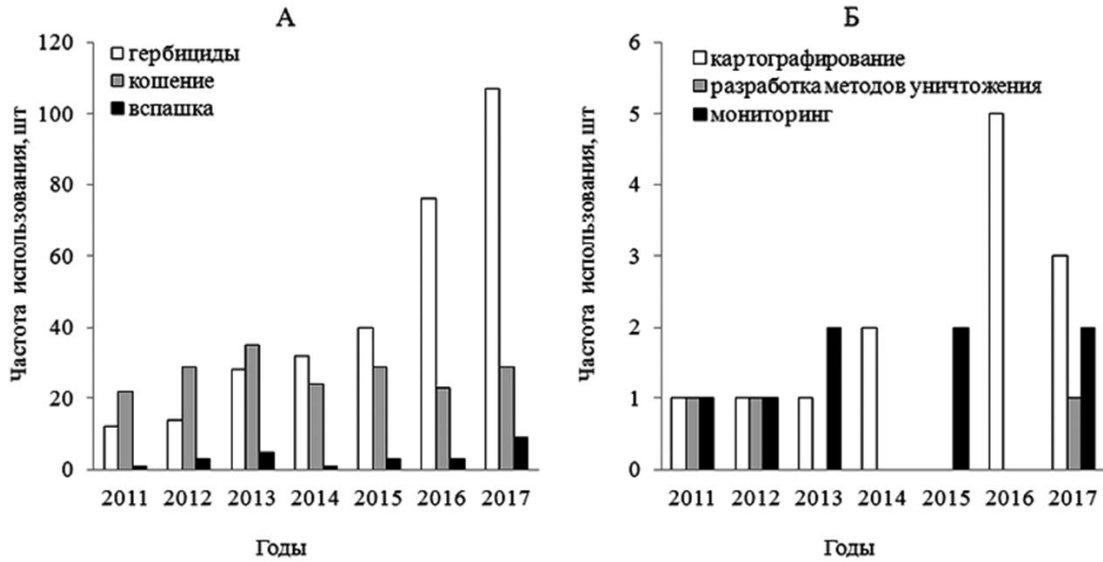 А
120
100
80
60
40
20
0
Частота использования, шт
гербициды
кошение
вспашка
2011 2012 2013 2014 2015 2016 2017
Годы
Б
6
5
4
3
2
1
0
Частота использования, шт
картографирование
разработка методов уничтожения
мониторинг
2011 2012 2013 2014 2015 2016 2017
Годы